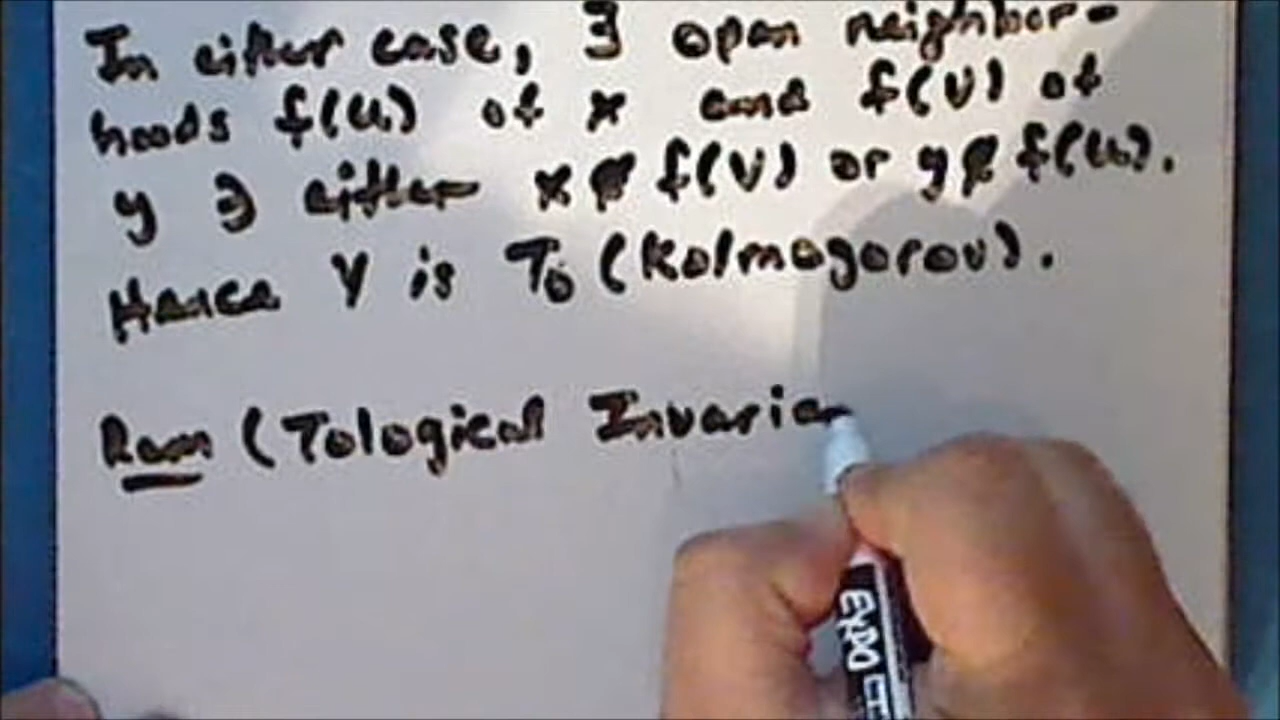 In either case, ∃ open neighbor-
hoods f(U) of x and f(V) of
y ∋ either x ∉ f(V) or y ∉ f(U).
Hence Y is T₀ (Kolmogorov).
Rem (Tological Invarian
EXPO